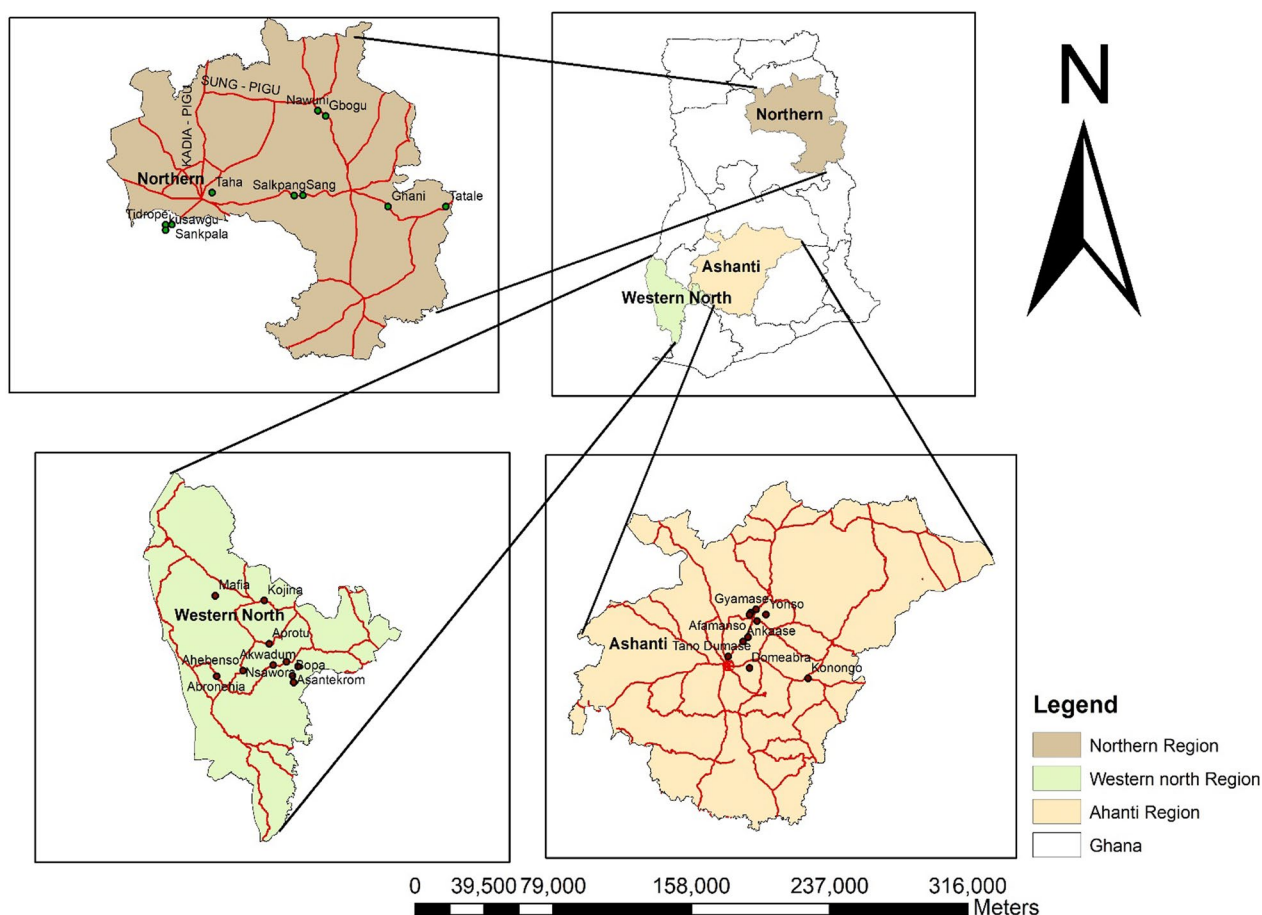 SUNG - PIGU
KADIA - PIGU
Nawuni
Gbogu
Northern
Taha
Salkpang
Sang
Ghani
Tatale
Tidrope
kusawgu
Sankpala
Northern
Ashanti
Western North
N
Mafia
Kojina
Western North
Aprotu
Akwadum
Ahebenso
Nsawora
Bopa
Abronehia
Asantekrom
Gyamase
Yonso
Afamanso
Ankaase
Ashanti
Tano Dumase
Domeabra
Konongo
Legend
Northern Region
Western north Region
Ahanti Region
Ghana
0 39,500 79,000 158,000 237,000 316,000
Meters